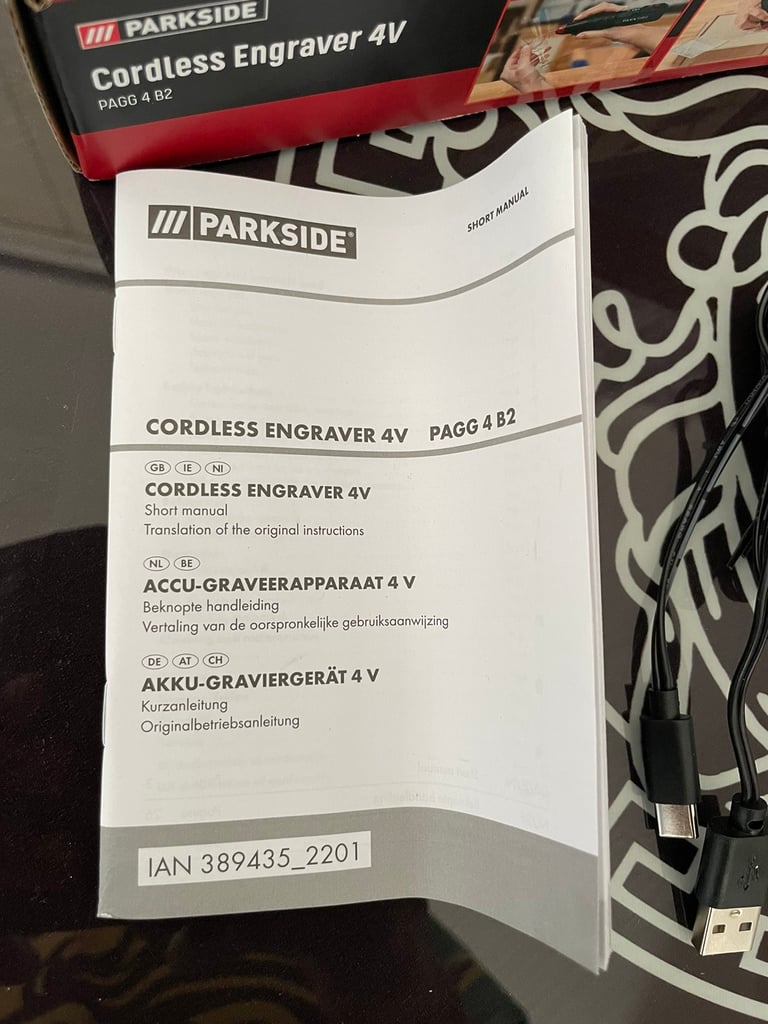 /// PARKSIDE
Cordless Engraver 4V
PAGG 4 B2
/// PARKSIDE®
SHORT MANUAL
CORDLESS ENGRAVER 4V PAGG 4 B2
GB IE NI
CORDLESS ENGRAVER 4V
Short manual
Translation of the original instructions
NL BE
ACCU-GRAVEERAPPARAAT 4 V
Beknopte handleiding
Vertaling van de oorspronkelijke gebruiksaanwijzing
DE AT CH
AKKU-GRAVIERGERÄT 4 V
Kurzanleitung
Originalbetriebsanleitung
IAN 389435_2201